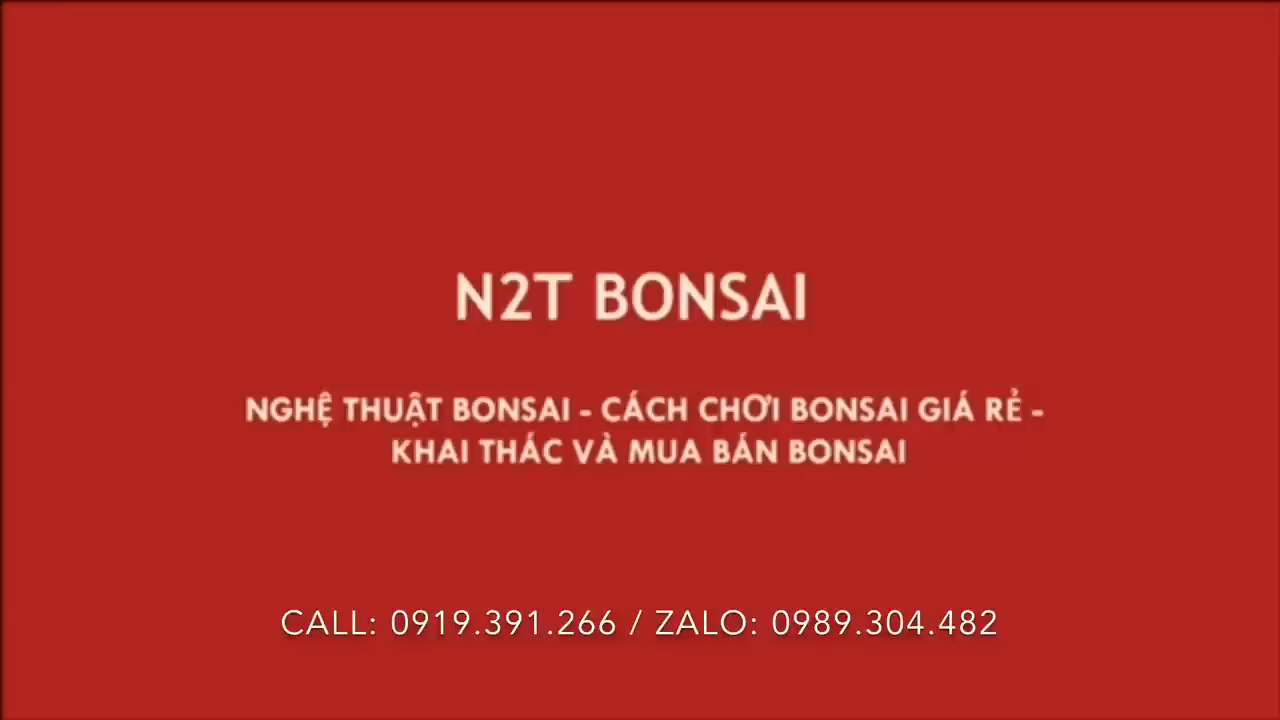 N2T BONSAI
NGHỆ THUẬT BONSAI - CÁCH CHƠI BONSAI GIÁ RẺ -
KHAI THÁC VÀ MUA BÁN BONSAI
CALL: 0919.391.266 / ZALO: 0989.304.482